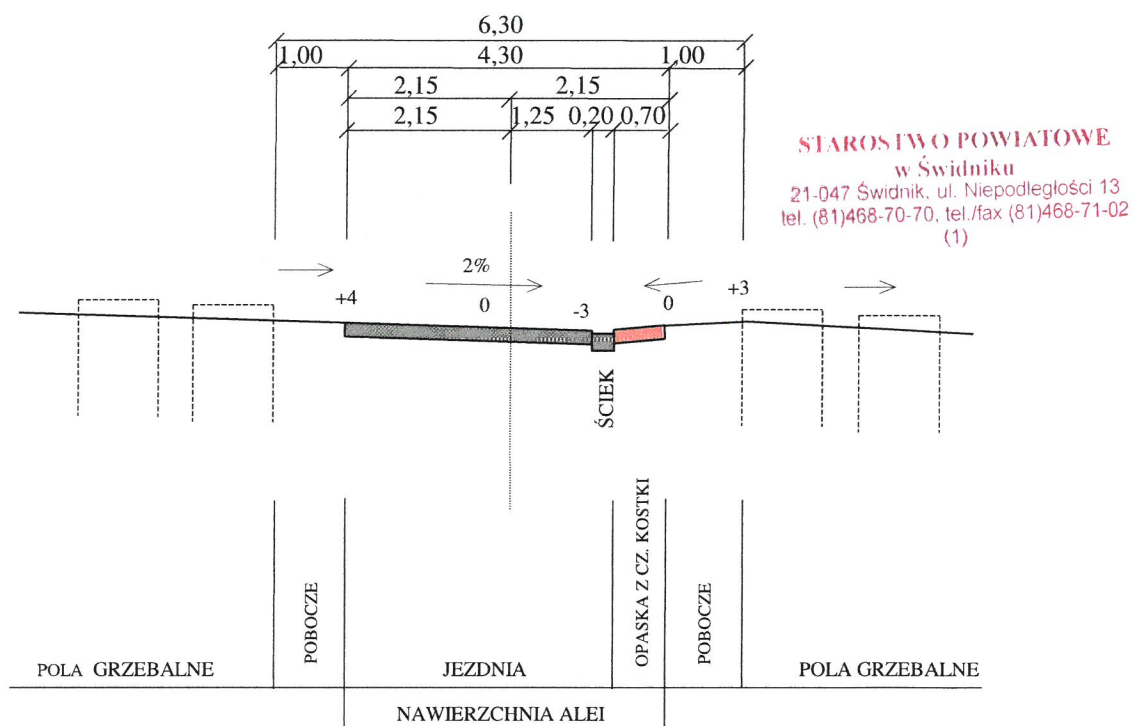 6,30
1,00 4,30 1,00
2,15 2,15
2,15 1,25 0,20 0,70
STAROSTWO POWIATOWE
w Świdniku
21-047 Świdnik, ul. Niepodległości 13
tel. (81)468-70-70, tel./fax (81)468-71-02
(1)
2%
+4 0 -3 0 +3
ŚCIEK
OPASKA Z CZ. KOSTKI
POBOCZE
POBOCZE
POLA GRZEBALNE JEZDNIA POLA GRZEBALNE
NAWIERZCHNIA ALEI